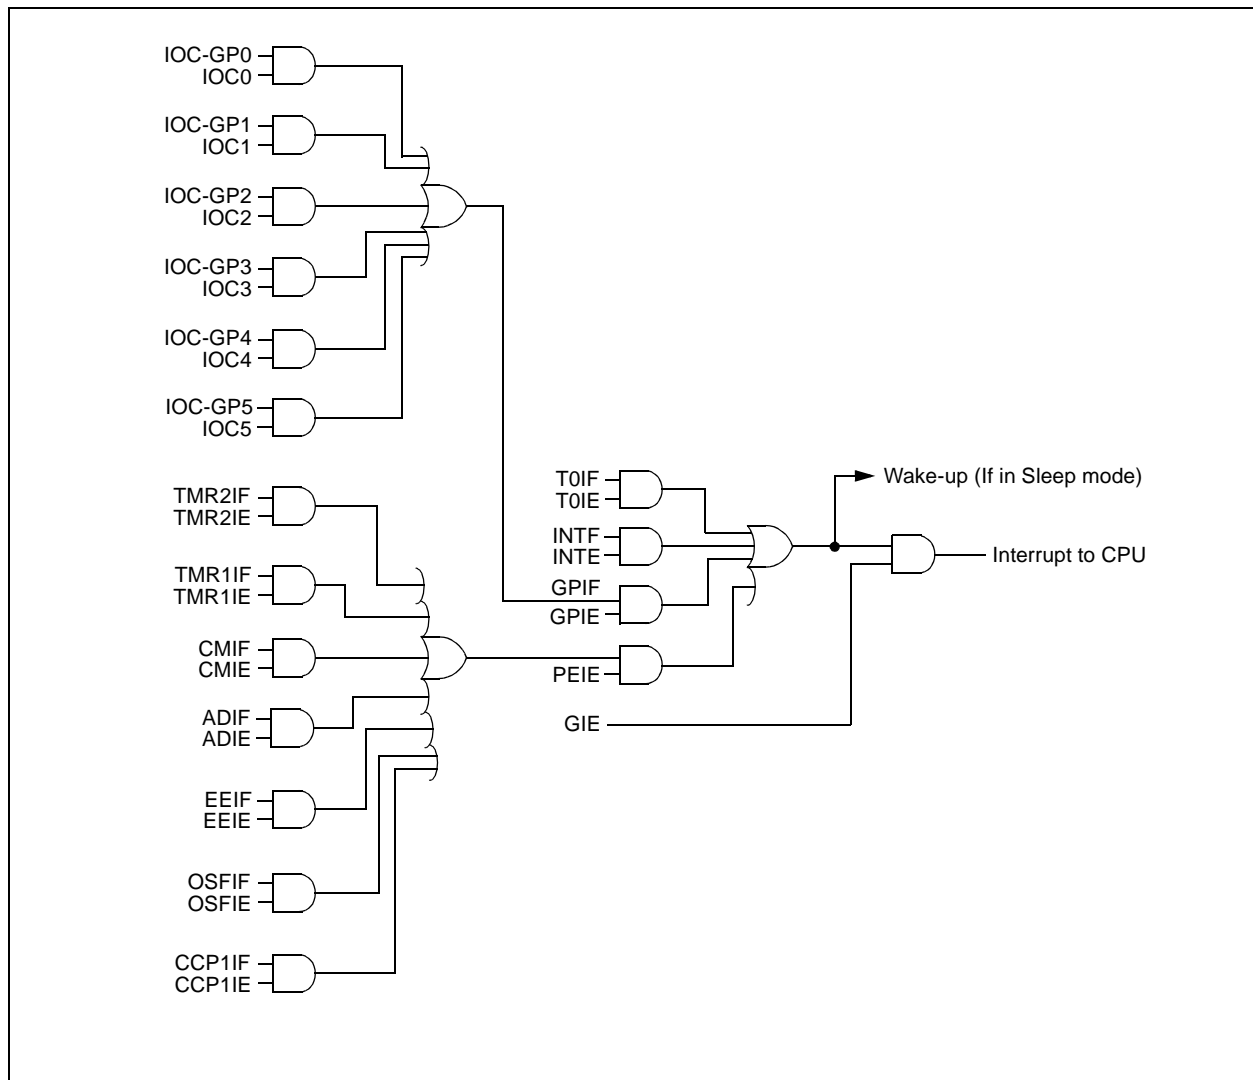 IOC-GP0
IOC0
IOC-GP1
IOC1
IOC-GP2
IOC2
IOC-GP3
IOC3
IOC-GP4
IOC4
IOC-GP5
IOC5
TMR2IF
TMR2IE
TMR1IF
TMR1IE
CMIF
CMIE
ADIF
ADIE
EEIF
EEIE
OSFIF
OSFIE
CCP1IF
CCP1IE
T0IF
T0IE
INTF
INTE
GPIF
GPIE
PEIE
GIE
Wake-up (If in Sleep mode)
Interrupt to CPU